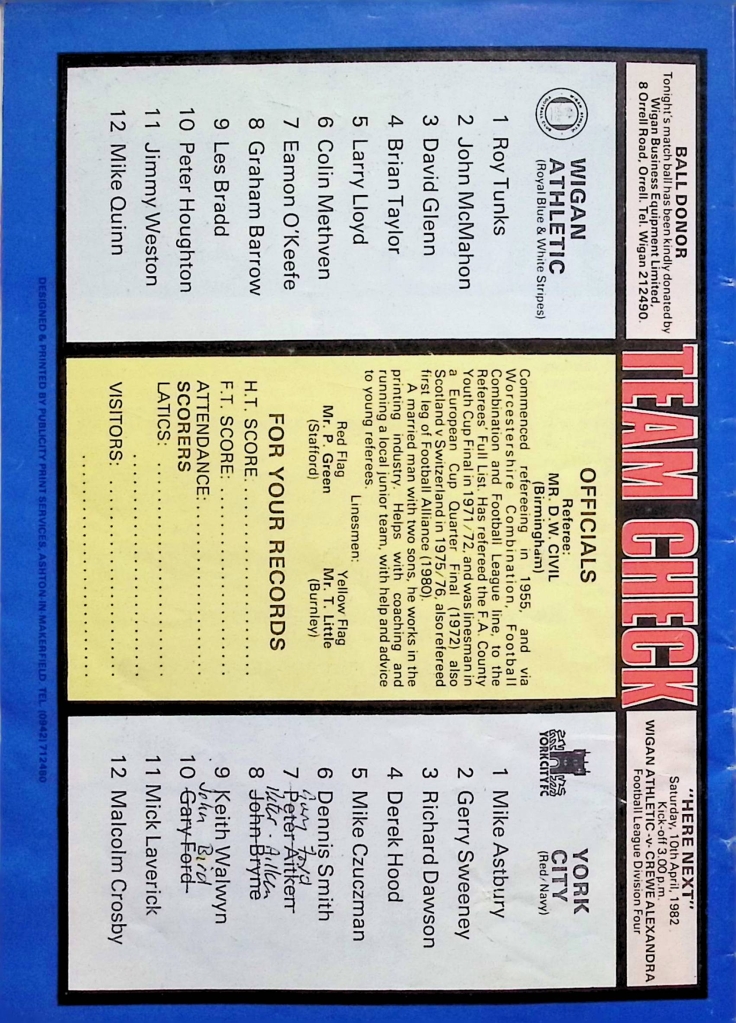 BALL DONOR
Tonight's match ball has been kindly donated by
Wigan Business Equipment Limited,
8 Orrell Road, Orrell. Tel. Wigan 212490.
TEAM CHECK
"HERE NEXT"
Saturday, 10th April, 1982
Kick-off 3.00 p.m.
WIGAN ATHLETIC -v- CREWE ALEXANDRA
Football League Division Four
WIGAN
ATHLETIC
(Royal Blue & White Stripes)
1 Roy Tunks
2 John McMahon
3 David Glenn
4 Brian Taylor
5 Larry Lloyd
6 Colin Methven
7 Eamon O'Keefe
8 Graham Barrow
9 Les Bradd
10 Peter Houghton
11 Jimmy Weston
12 Mike Quinn
OFFICIALS
Referee:
MR. D.W. CIVIL
(Birmingham)
Commenced refereeing in 1955, and via
Worcestershire Combination, Football
Combination and Football League line, to the
Referees' Full List. Has refereed the F.A. County
Youth Cup Final in 1971/72, and was linesman in
a European Cup Quarter Final (1972) also
Scotland v Switzerland in 1975/76, also refereed
first leg of Football Alliance (1980).
A married man with two sons, he works in the
printing industry. Helps with coaching and
running a local junior team, with help and advice
to young referees.
Linesmen:
Red Flag Yellow Flag
Mr. P. Green Mr. T. Little
(Stafford) (Burnley)
FOR YOUR RECORDS
H.T. SCORE
F.T. SCORE:
ATTENDANCE:
SCORERS
LATICS:
VISITORS:
YORK CITY FC
YORK
CITY
(Red/Navy)
1 Mike Astbury
2 Gerry Sweeney
3 Richard Dawson
4 Derek Hood
5 Mike Czuczman
6 Dennis Smith
Gary Ford
7 Peter Aitken
Peter Aitken
8 John Bryne
9 Keith Walwyn
John Bird
10 Gary Ford
11 Mick Laverick
12 Malcolm Crosby
DESIGNED & PRINTED BY PUBLICITY PRINT SERVICES, ASHTON-IN-MAKERFIELD TEL. (0942) 712480